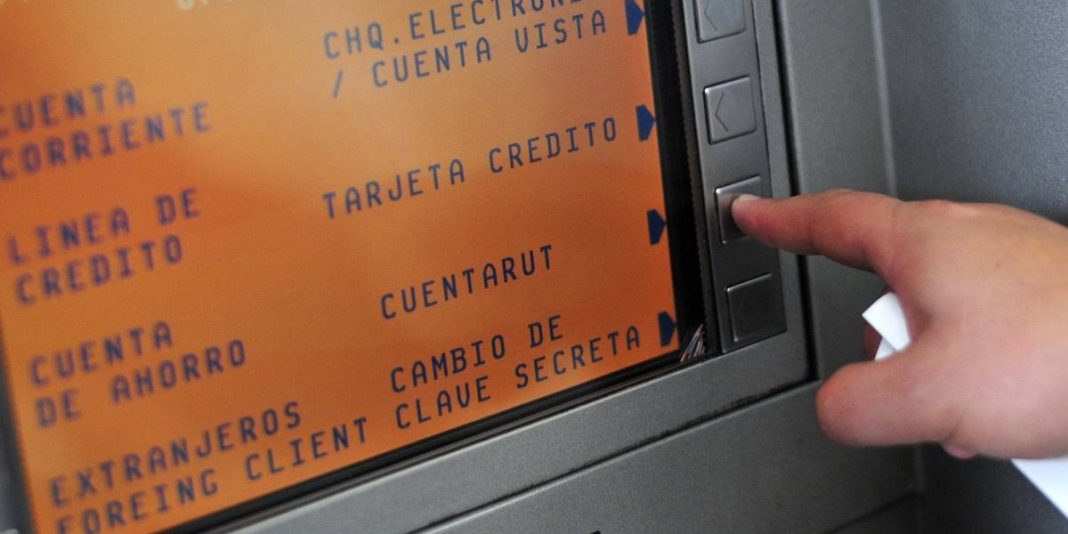 CHQ.ELECTRONI
/ CUENTA VISTA
CUENTA
CORRIENTE
TARJETA CREDITO
LINEA DE
CREDITO
CUENTARUT
CUENTA
DE AHORRO
CAMBIO DE
CLAVE SECRETA
EXTRANJEROS
FOREING CLIENT